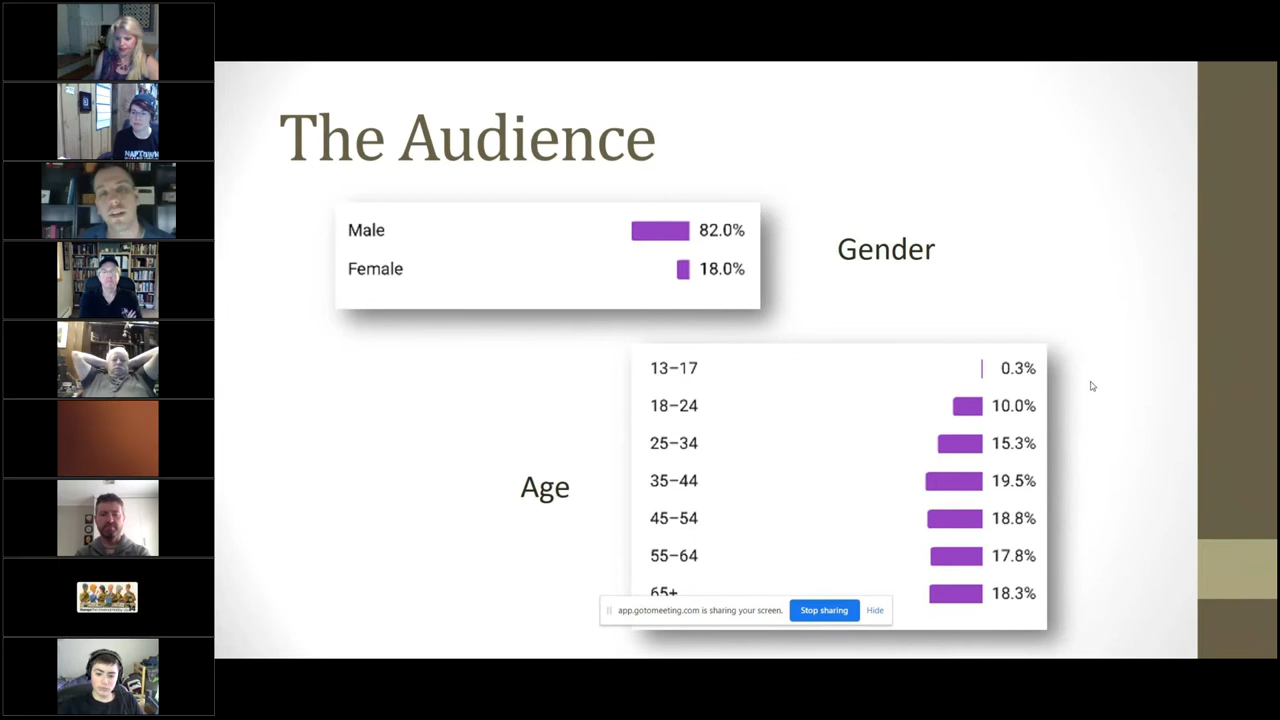 The Audience
Male 82.0%
Female 18.0%
Gender
Age
13–17 0.3%
18–24 10.0%
25–34 15.3%
35–44 19.5%
45–54 18.8%
55–64 17.8%
65+ 18.3%
app.gotomeeting.com is sharing your screen. Stop sharing Hide